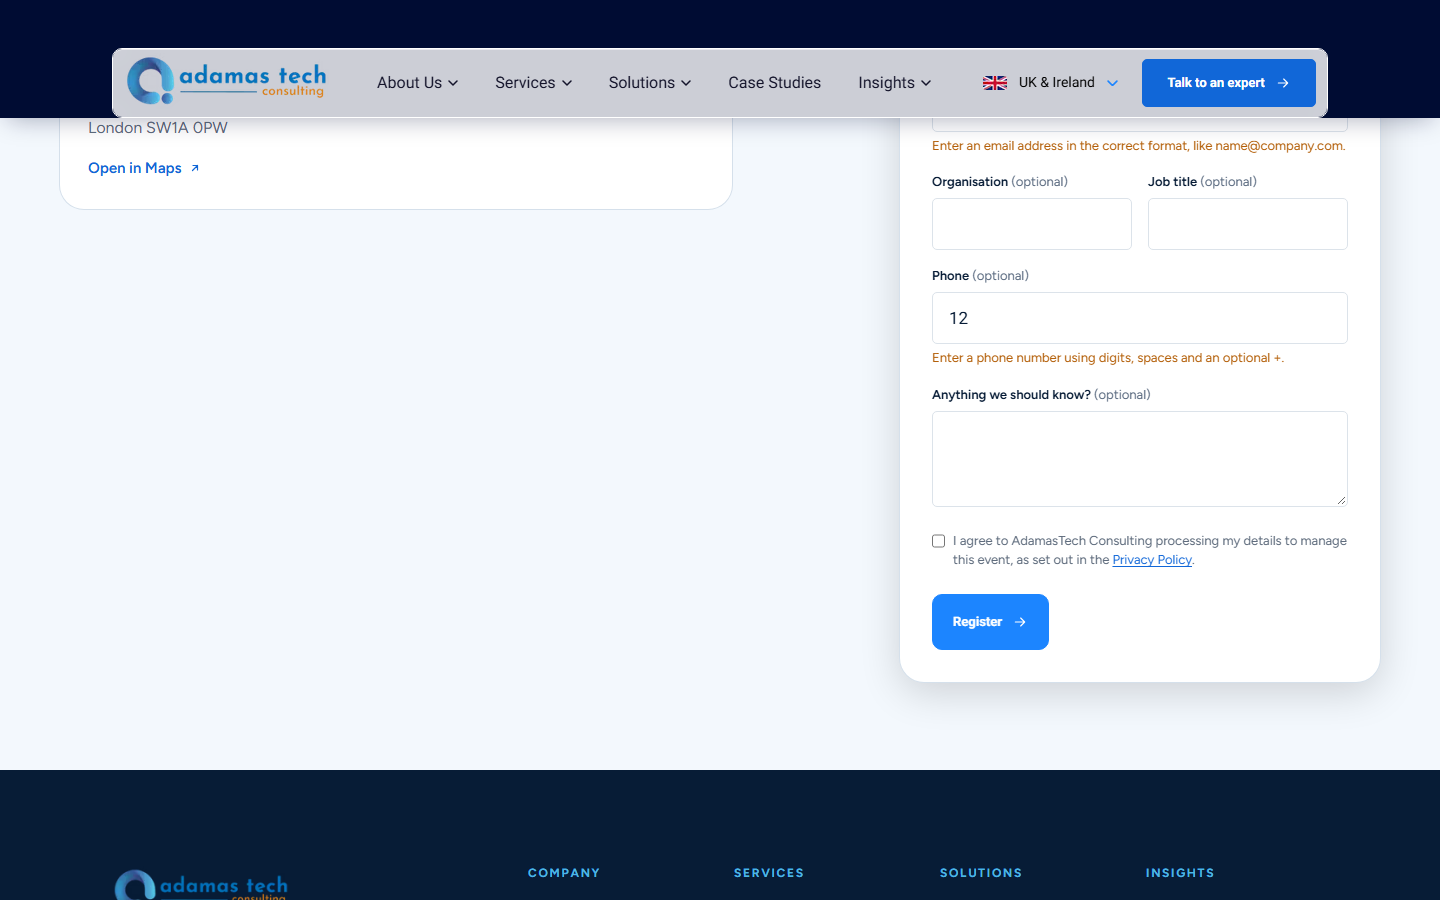 adamas tech
consulting
About Us
Services
Solutions
Case Studies
Insights
UK & Ireland
Talk to an expert
London SW1A 0PW
Open in Maps
Enter an email address in the correct format, like name@company.com.
Organisation (optional)
Job title (optional)
Phone (optional)
12
Enter a phone number using digits, spaces and an optional +.
Anything we should know? (optional)
I agree to AdamasTech Consulting processing my details to manage
this event, as set out in the Privacy Policy.
Register
adamas tech
consulting
COMPANY
SERVICES
SOLUTIONS
INSIGHTS